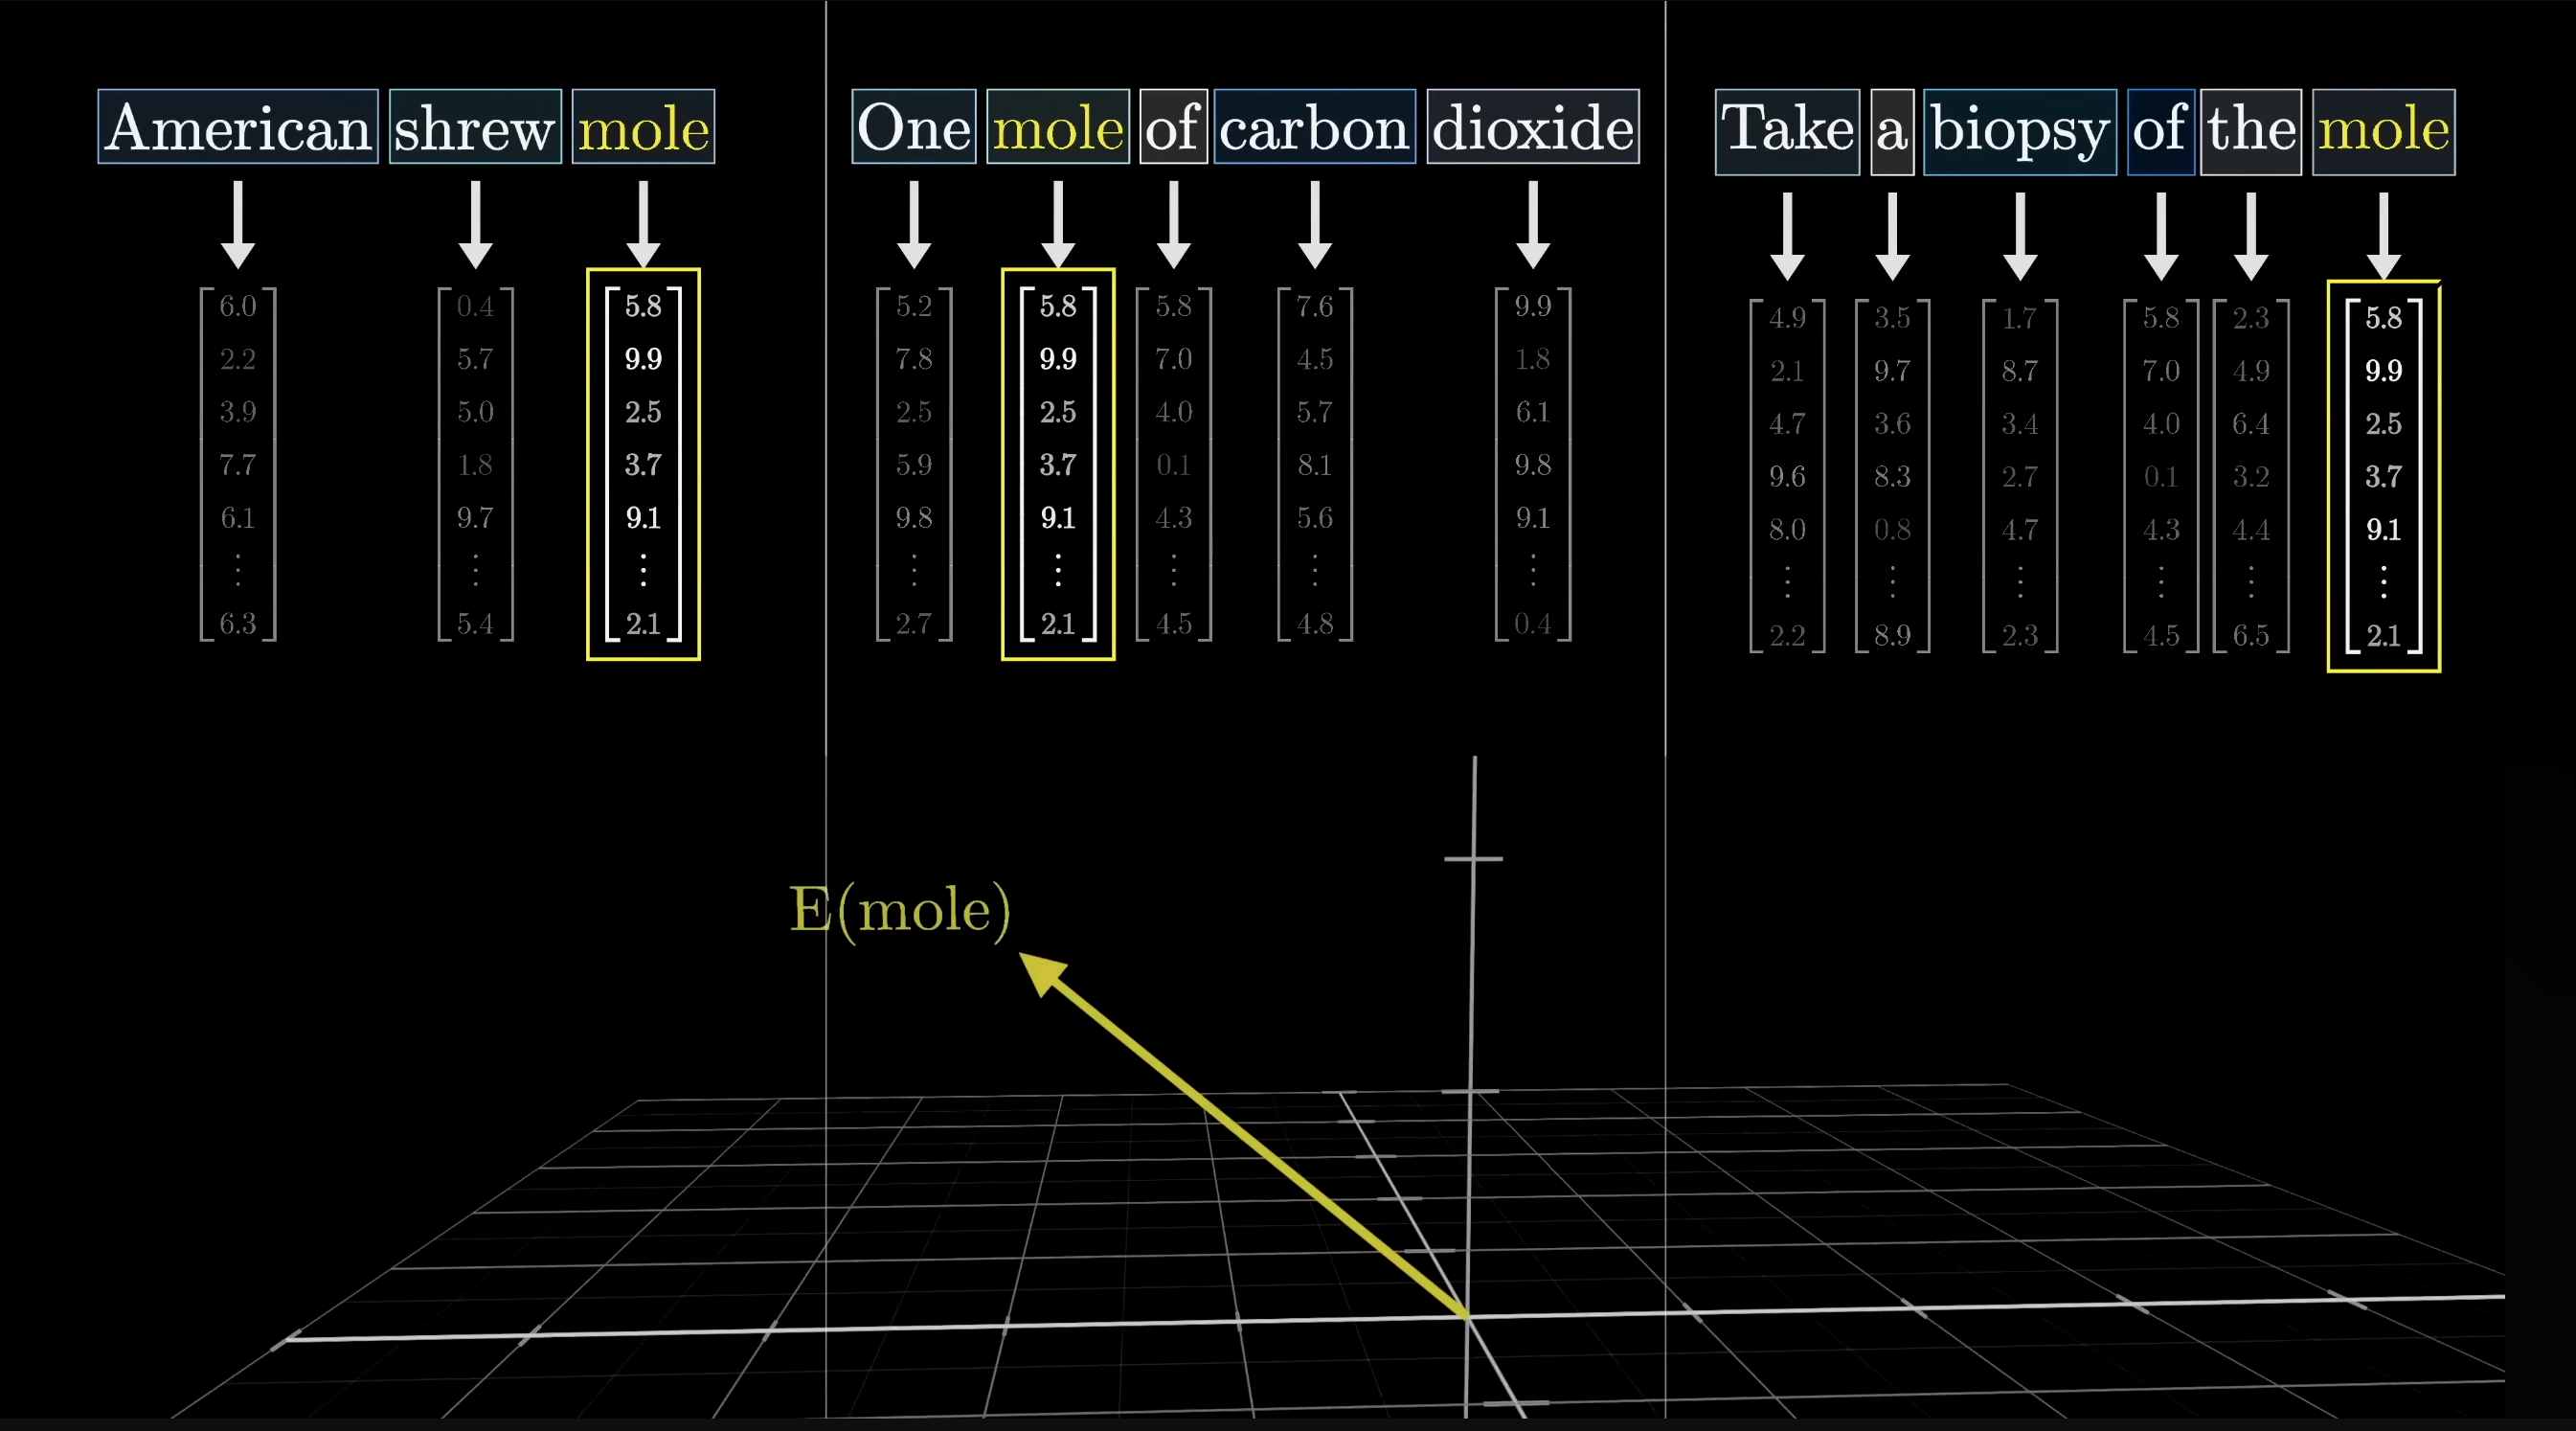 American shrew mole
One mole of carbon dioxide
Take a biopsy of the mole
6.0 0.4 5.8
2.2 5.7 9.9
3.9 5.0 2.5
7.7 1.8 3.7
6.1 9.7 9.1
⋮ ⋮ ⋮
6.3 5.4 2.1
5.2 5.8 5.8 7.6 9.9
7.8 9.9 7.0 4.5 1.8
2.5 2.5 4.0 5.7 6.1
5.9 3.7 0.1 8.1 9.8
9.8 9.1 4.3 5.6 9.1
⋮ ⋮ ⋮ ⋮ ⋮
2.7 2.1 4.5 4.8 0.4
4.9 3.5 1.7 5.8 2.3 5.8
2.1 9.7 8.7 7.0 4.9 9.9
4.7 3.6 3.4 4.0 6.4 2.5
9.6 8.3 2.7 0.1 3.2 3.7
8.0 0.8 4.7 4.3 4.4 9.1
⋮ ⋮ ⋮ ⋮ ⋮ ⋮
2.2 8.9 2.3 4.5 6.5 2.1
E(mole)